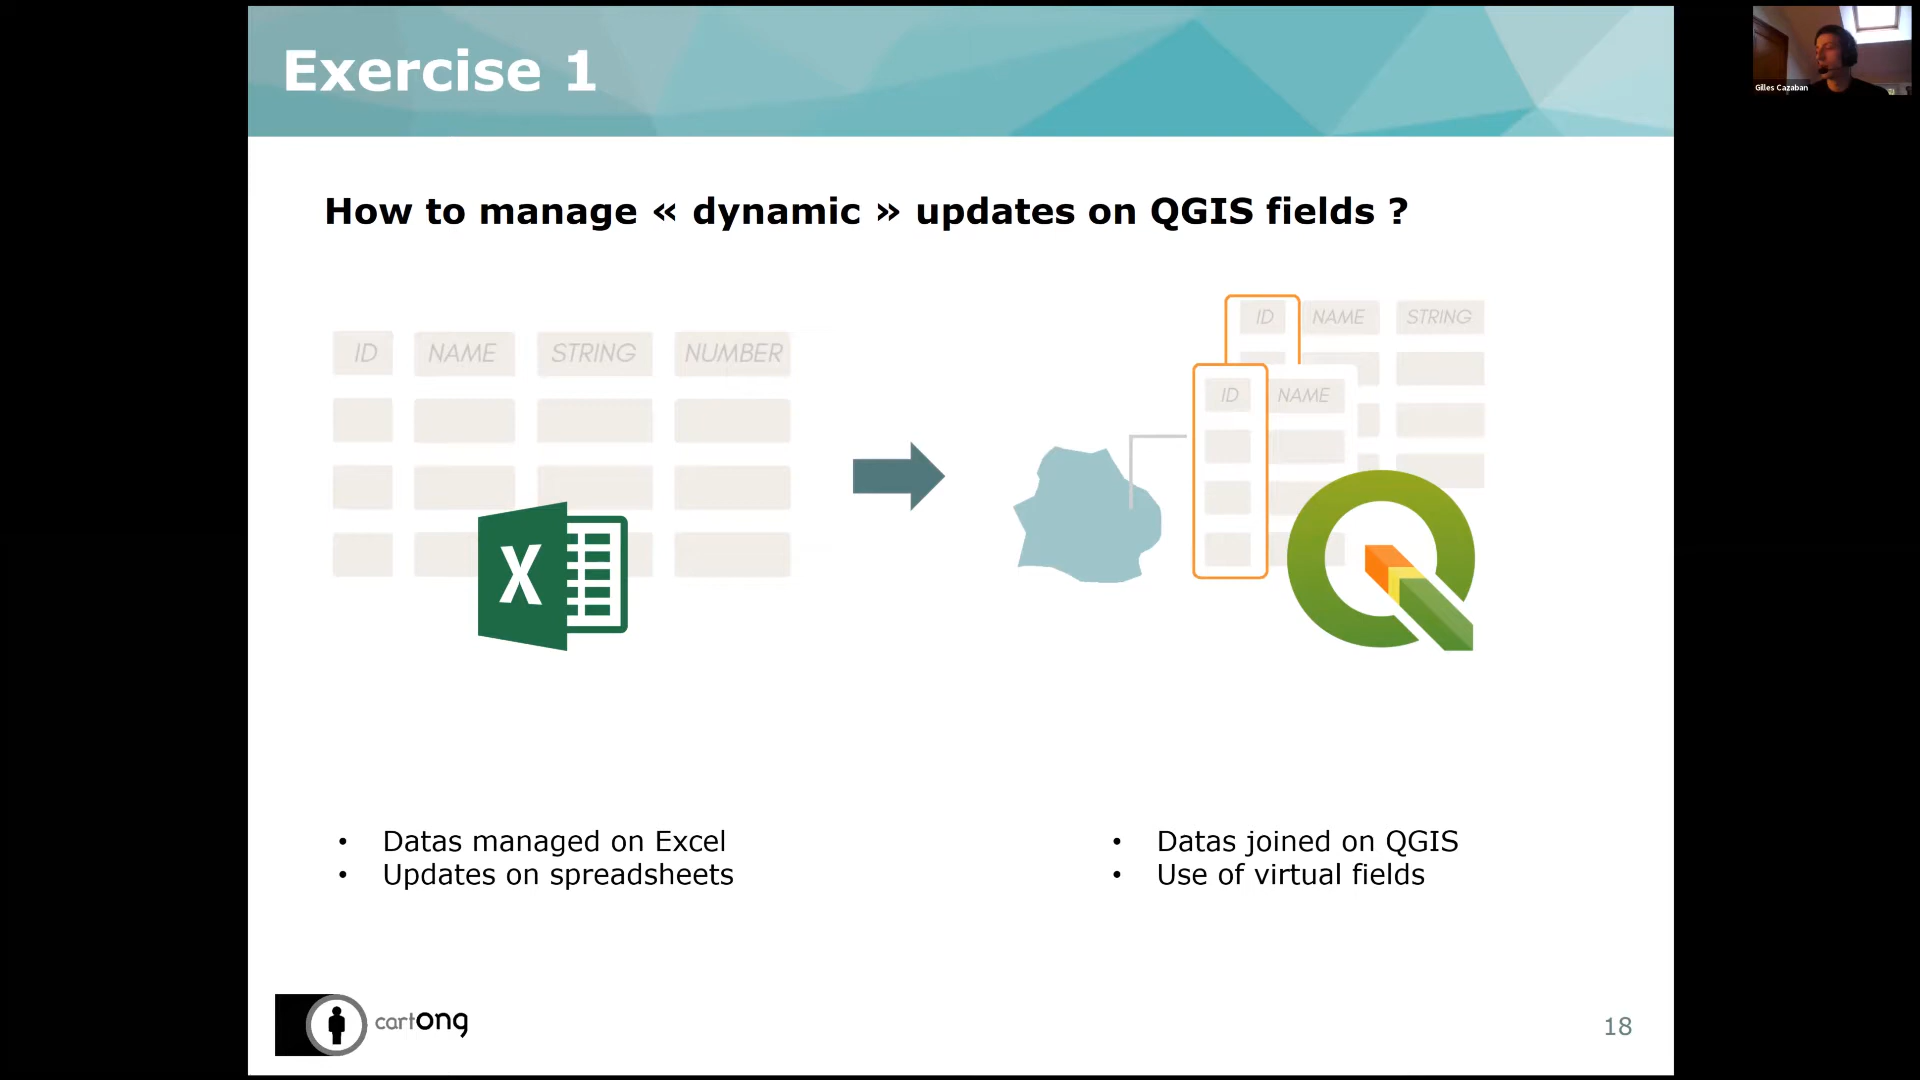 Exercise 1
Gilles Cazaban
How to manage « dynamic » updates on QGIS fields ?
ID NAME STRING NUMBER
ID NAME STRING
ID NAME
X
• Datas managed on Excel
• Updates on spreadsheets
• Datas joined on QGIS
• Use of virtual fields
cartONG
18